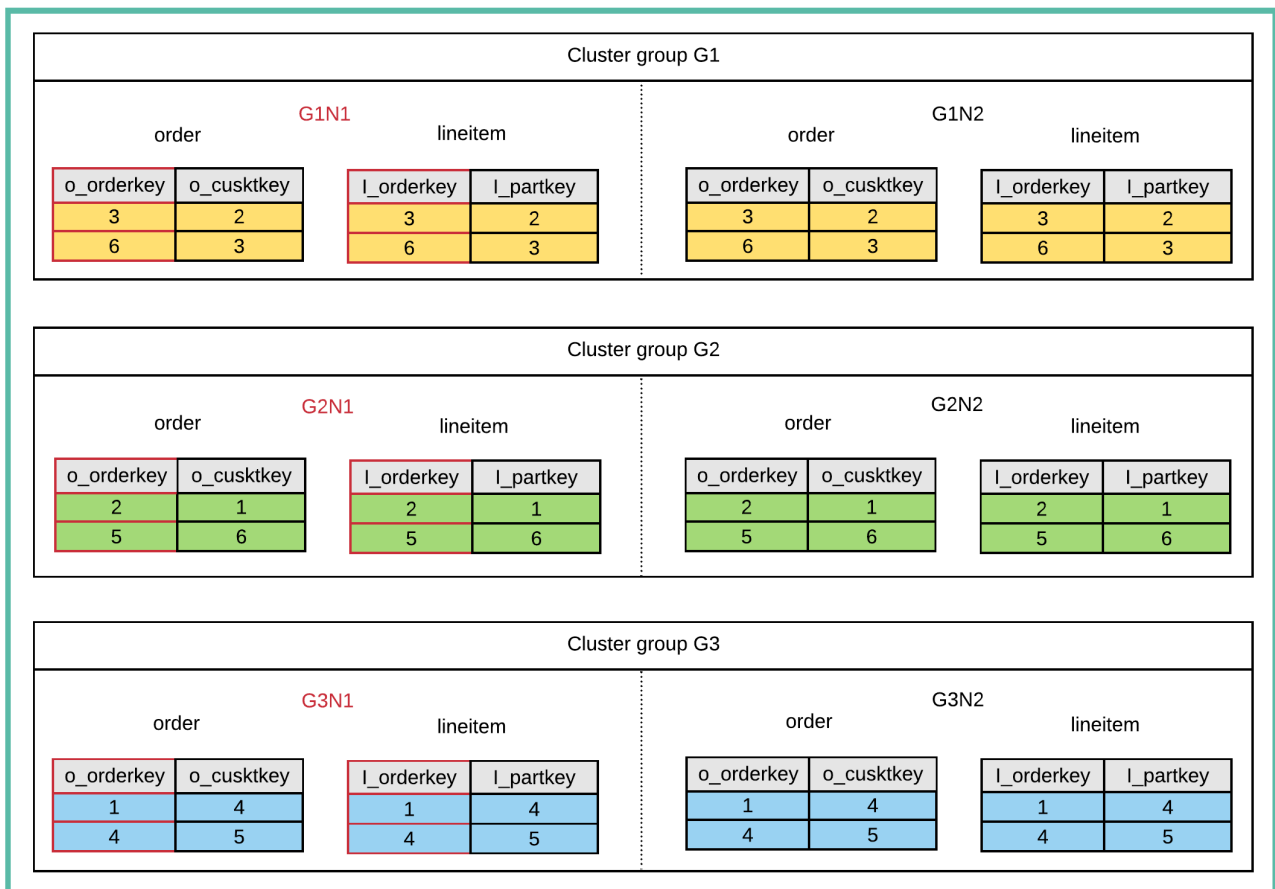 Cluster group G1
G1N1
order
lineitem
o_orderkey o_cusktkey
3 2
6 3
l_orderkey l_partkey
3 2
6 3
G1N2
order
lineitem
o_orderkey o_cusktkey
3 2
6 3
l_orderkey l_partkey
3 2
6 3
Cluster group G2
G2N1
order
lineitem
o_orderkey o_cusktkey
2 1
5 6
l_orderkey l_partkey
2 1
5 6
G2N2
order
lineitem
o_orderkey o_cusktkey
2 1
5 6
l_orderkey l_partkey
2 1
5 6
Cluster group G3
G3N1
order
lineitem
o_orderkey o_cusktkey
1 4
4 5
l_orderkey l_partkey
1 4
4 5
G3N2
order
lineitem
o_orderkey o_cusktkey
1 4
4 5
l_orderkey l_partkey
1 4
4 5